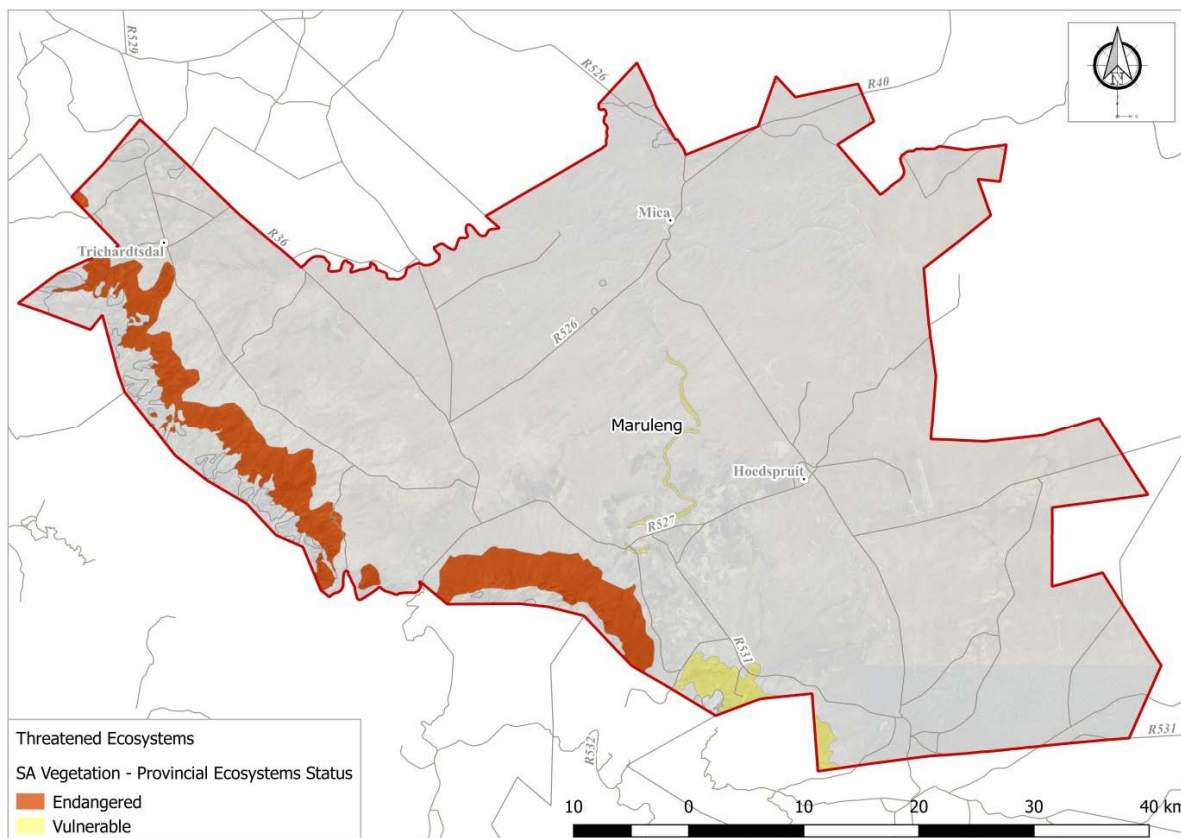 R529
R526
R40
N
Mica
Trichardtsdal
R36
R526
Maruleng
Hoedspruit
R527
R531
R532
R531
Threatened Ecosystems
SA Vegetation - Provincial Ecosystems Status
Endangered
Vulnerable
10 0 10 20 30 40 km